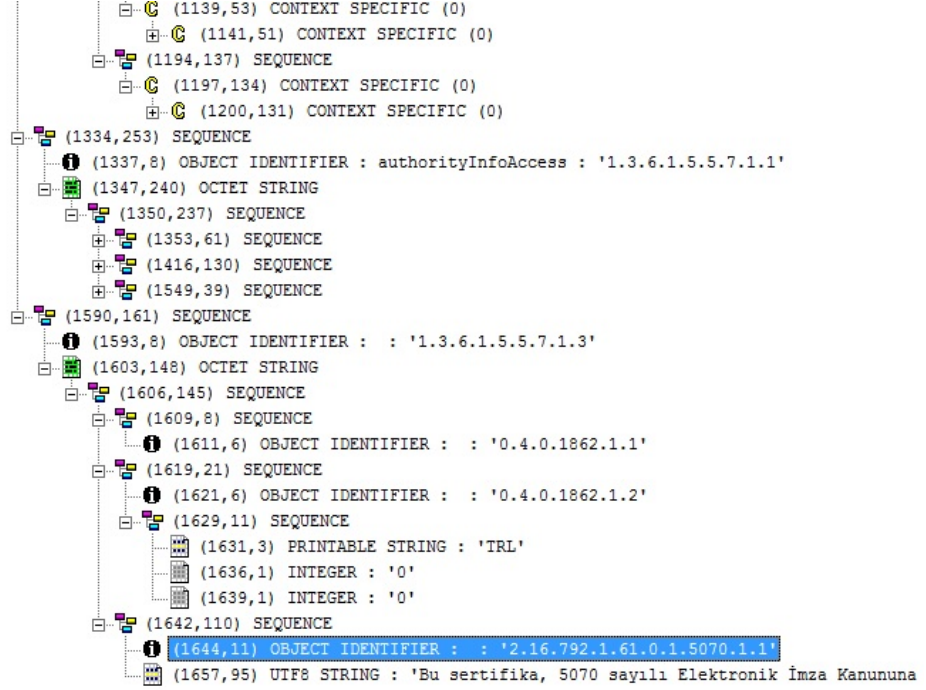 (1139,53) CONTEXT SPECIFIC (0)
(1141,51) CONTEXT SPECIFIC (0)
(1194,137) SEQUENCE
(1197,134) CONTEXT SPECIFIC (0)
(1200,131) CONTEXT SPECIFIC (0)
(1334,253) SEQUENCE
(1337,8) OBJECT IDENTIFIER : authorityInfoAccess : '1.3.6.1.5.5.7.1.1'
(1347,240) OCTET STRING
(1350,237) SEQUENCE
(1353,61) SEQUENCE
(1416,130) SEQUENCE
(1549,39) SEQUENCE
(1590,161) SEQUENCE
(1593,8) OBJECT IDENTIFIER :  : '1.3.6.1.5.5.7.1.3'
(1603,148) OCTET STRING
(1606,145) SEQUENCE
(1609,8) SEQUENCE
(1611,6) OBJECT IDENTIFIER :  : '0.4.0.1862.1.1'
(1619,21) SEQUENCE
(1621,6) OBJECT IDENTIFIER :  : '0.4.0.1862.1.2'
(1629,11) SEQUENCE
(1631,3) PRINTABLE STRING : 'TRL'
(1636,1) INTEGER : '0'
(1639,1) INTEGER : '0'
(1642,110) SEQUENCE
(1644,11) OBJECT IDENTIFIER :  : '2.16.792.1.61.0.1.5070.1.1'
(1657,95) UTF8 STRING : 'Bu sertifika, 5070 sayılı Elektronik İmza Kanununa